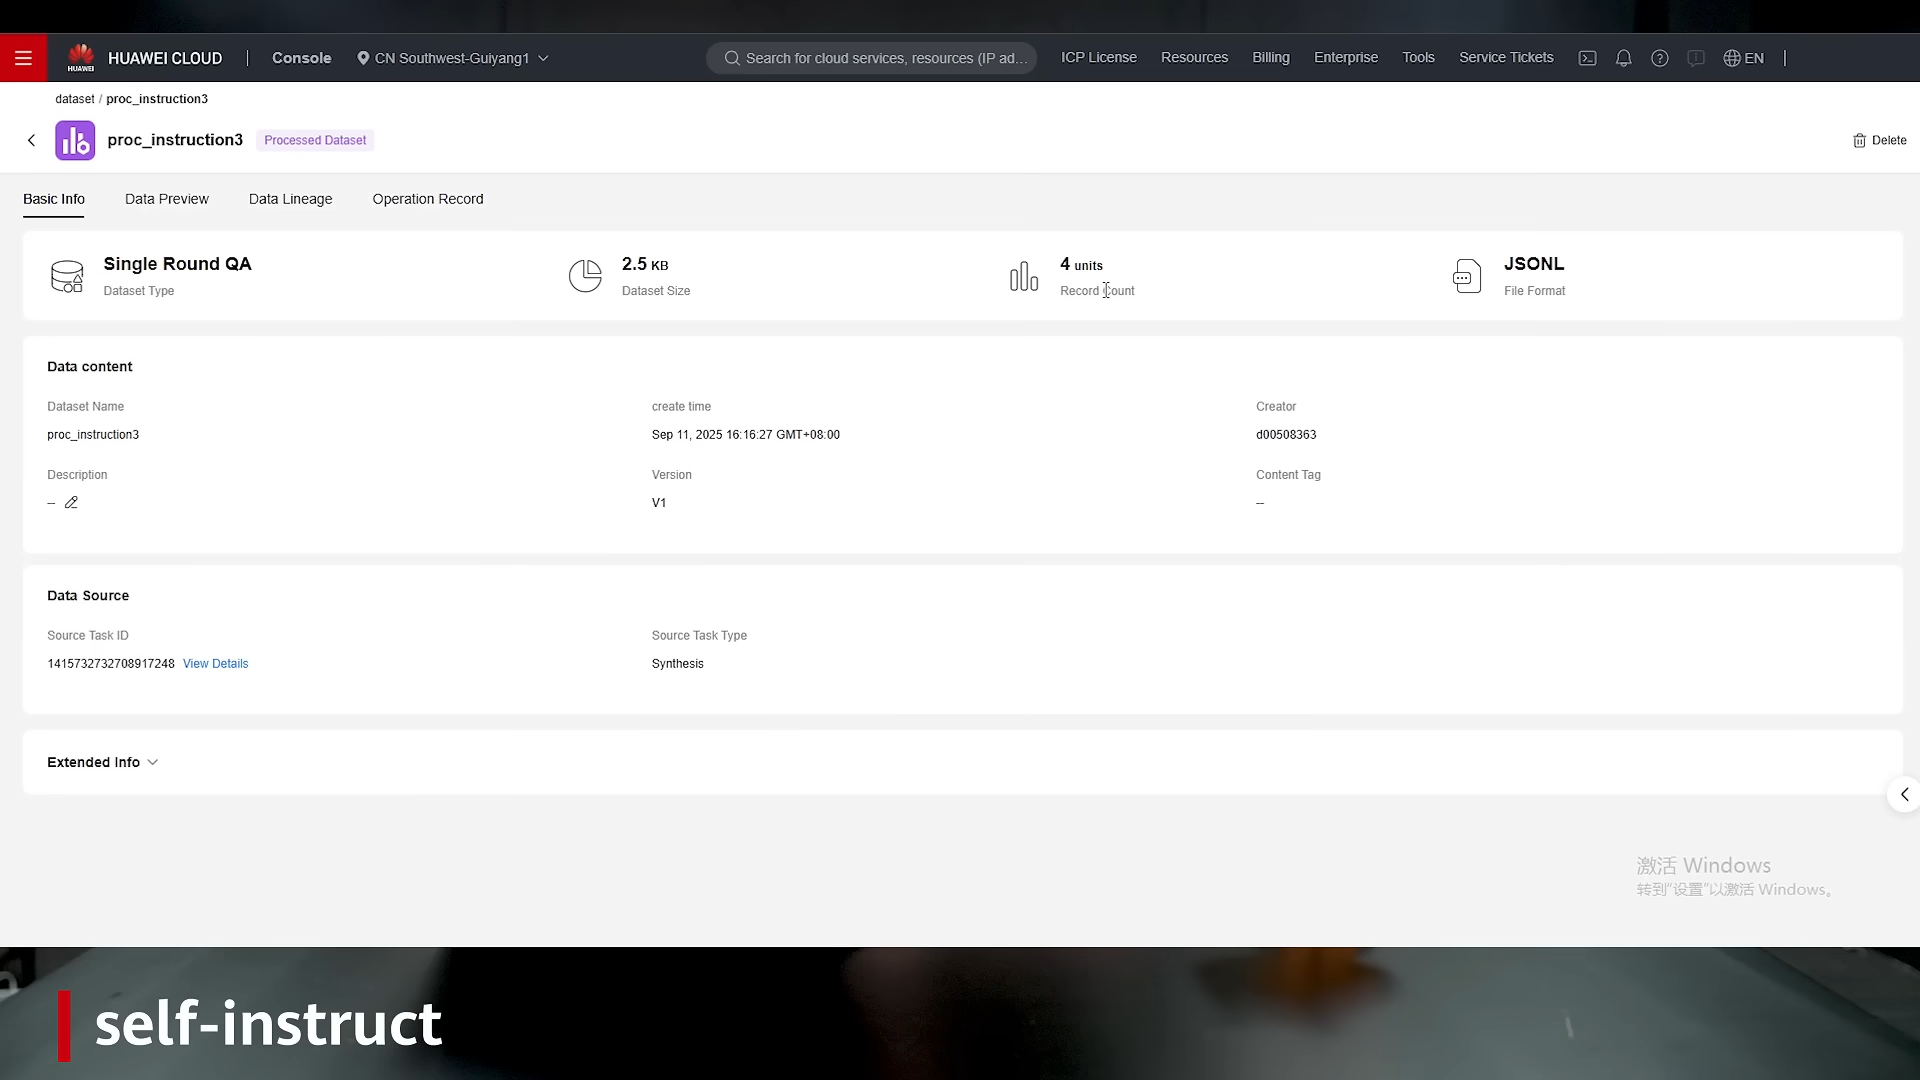 HUAWEI
HUAWEI CLOUD
Console
CN Southwest-Guiyang1
Search for cloud services, resources (IP ad...
ICP License
Resources
Billing
Enterprise
Tools
Service Tickets
EN
dataset / proc_instruction3
proc_instruction3
Processed Dataset
Delete
Basic Info
Data Preview
Data Lineage
Operation Record
Single Round QA
Dataset Type
2.5 KB
Dataset Size
4 units
Record Count
JSONL
File Format
Data content
Dataset Name
proc_instruction3
create time
Sep 11, 2025 16:16:27 GMT+08:00
Creator
d00508363
Description
--
Version
V1
Content Tag
--
Data Source
Source Task ID
1415732732708917248 View Details
Source Task Type
Synthesis
Extended Info
激活 Windows
转到“设置”以激活 Windows。
self-instruct